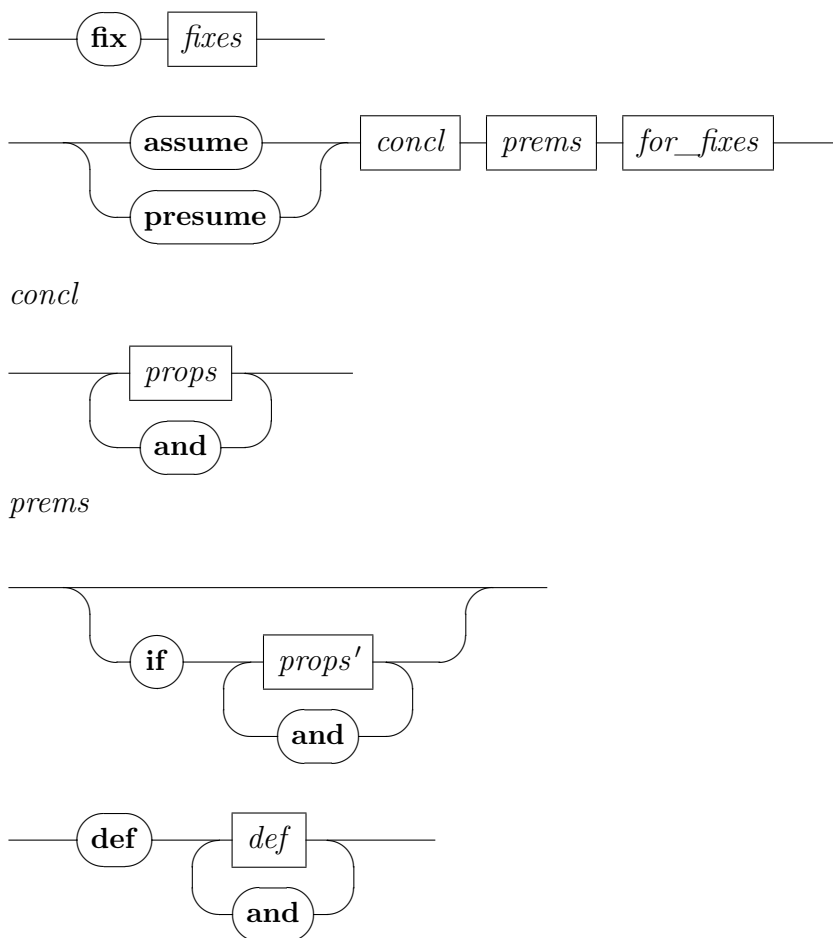 fix fixes
assume concl prems for_fixes
presume
concl
props
and
prems
if props′
and
def def
and